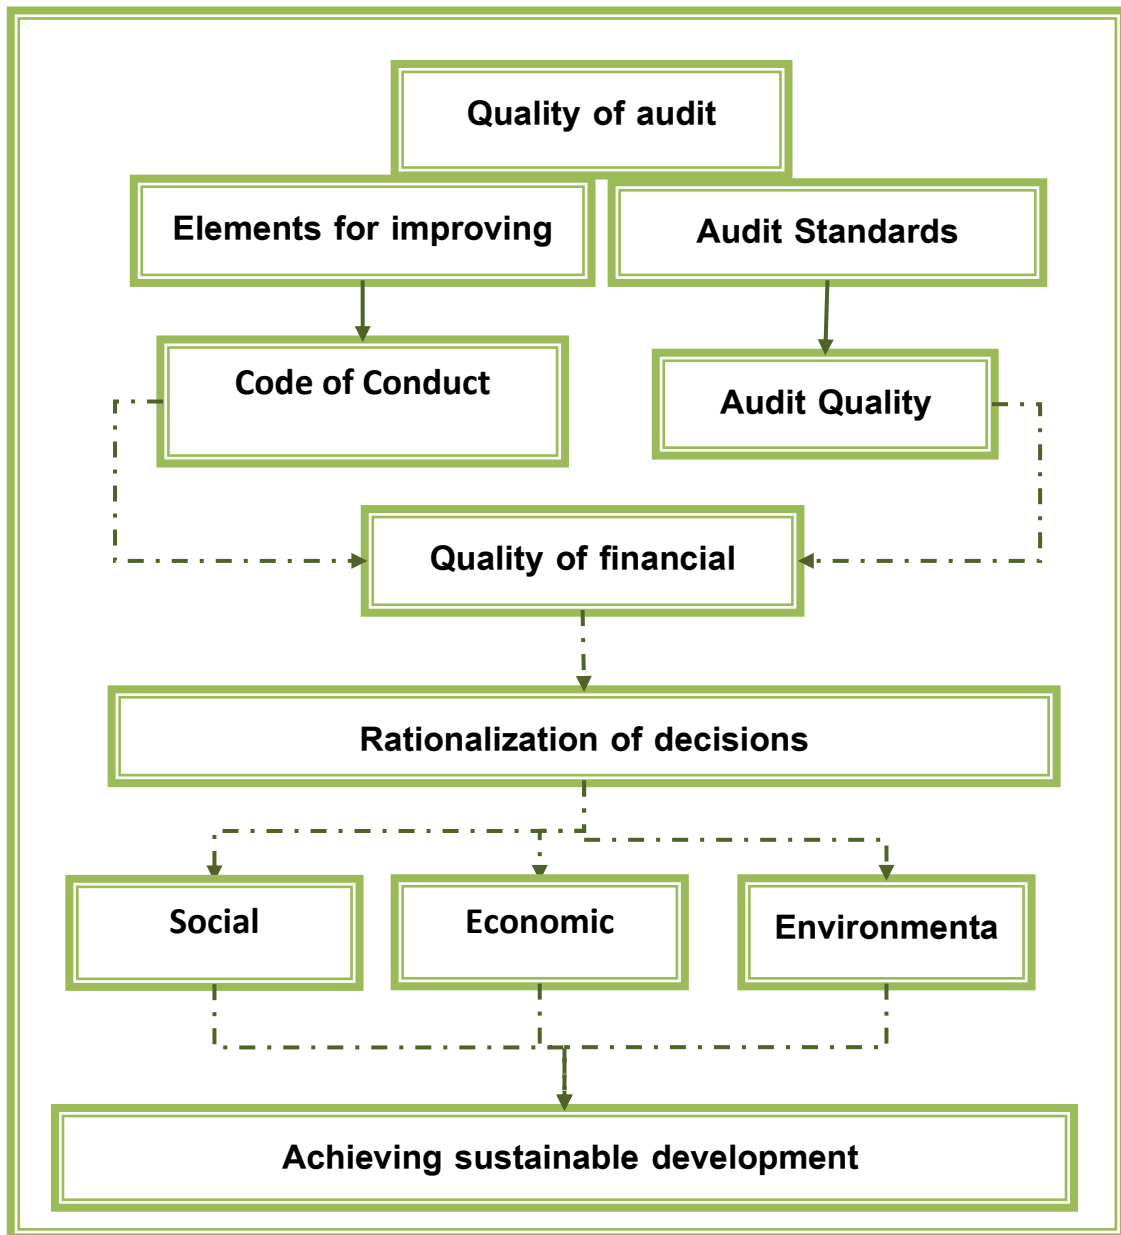 Quality of audit
Elements for improving
Audit Standards
Code of Conduct
Audit Quality
Quality of financial
Rationalization of decisions
Social
Economic
Environmenta
Achieving sustainable development